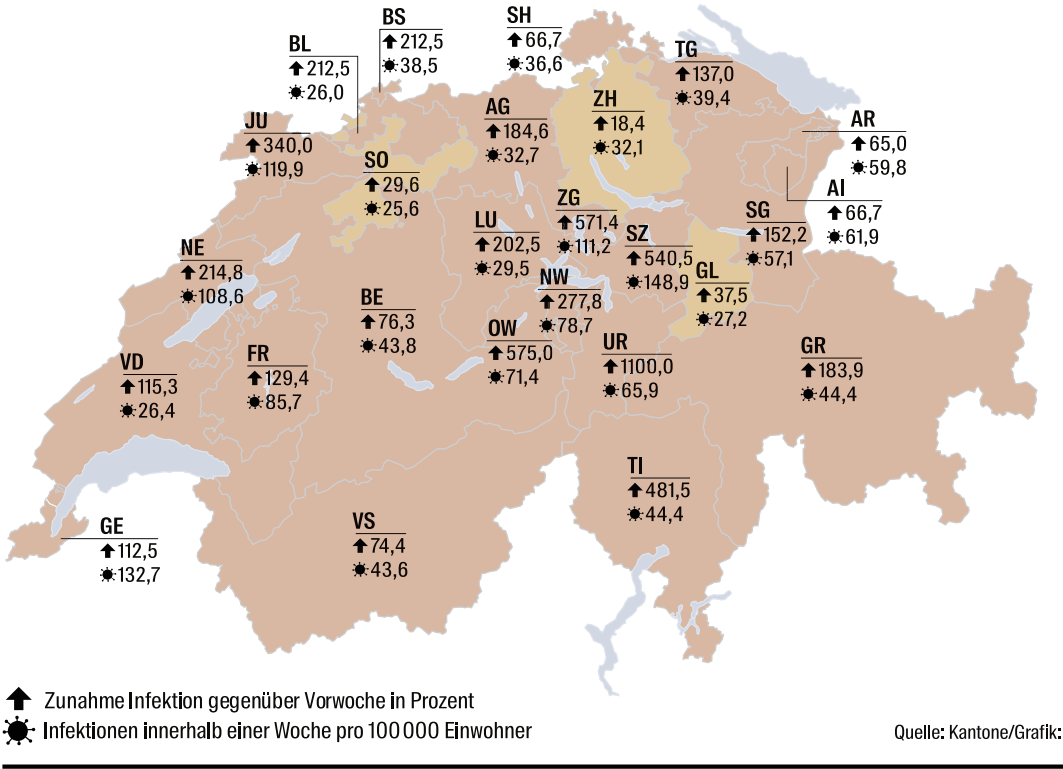 BS
212,5
38,5
SH
66,7
36,6
BL
212,5
26,0
TG
137,0
39,4
ZH
18,4
32,1
AG
184,6
32,7
JU
340,0
119,9
AR
65,0
59,8
SO
29,6
25,6
AI
66,7
61,9
ZG
571,4
111,2
SG
152,2
57,1
LU
202,5
29,5
SZ
540,5
148,9
NE
214,8
108,6
GL
37,5
27,2
NW
277,8
78,7
BE
76,3
43,8
OW
575,0
71,4
UR
1100,0
65,9
GR
183,9
44,4
FR
129,4
85,7
VD
115,3
26,4
TI
481,5
44,4
VS
74,4
43,6
GE
112,5
132,7
Zunahme Infektion gegenüber Vorwoche in Prozent
Infektionen innerhalb einer Woche pro 100 000 Einwohner
Quelle: Kantone/Grafik: